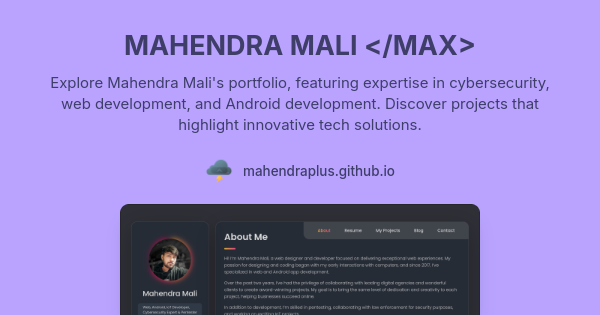 MAHENDRA MALI </MAX>
Explore Mahendra Mali's portfolio, featuring expertise in cybersecurity,
web development, and Android development. Discover projects that
highlight innovative tech solutions.
mahendraplus.github.io
About Resume My Projects Blog Contact
About Me
Hi! I'm Mahendra Mali, a web designer and developer focused on delivering exceptional web experiences. My
passion for designing and coding began with my early interactions with computers, and since 2017, I've
specialized in web and Android app development.
Over the past two years, I've had the privilege of collaborating with leading digital agencies and wonderful
clients to create award-winning projects. My goal is to bring the same level of dedication and creativity to each
project, helping businesses succeed online.
In addition to development, I'm skilled in pentesting, collaborating with law enforcement for security purposes,
Mahendra Mali
Web, Android, IoT Developer,